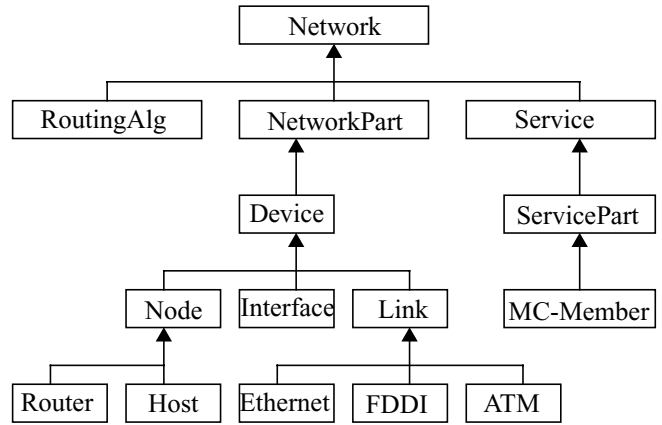 Network
RoutingAlg
NetworkPart
Service
Device
ServicePart
Node
Interface
Link
MC-Member
Router
Host
Ethernet
FDDI
ATM